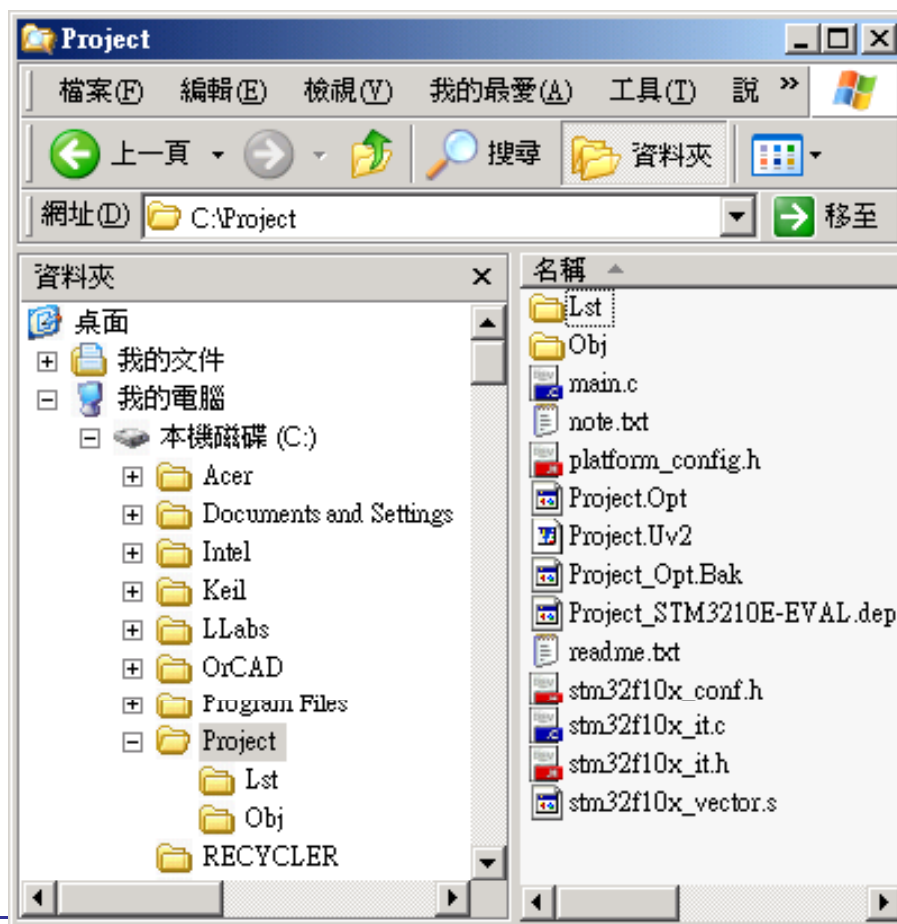 Project
檔案(F) 編輯(E) 檢視(V) 我的最愛(A) 工具(T) 說 »
上一頁 搜尋 資料夾
網址(D) C:\Project 移至
資料夾
桌面
我的文件
我的電腦
本機磁碟 (C:)
Acer
Documents and Settings
Intel
Keil
LLabs
OrCAD
Program Files
Project
Lst
Obj
RECYCLER
名稱
Lst
Obj
main.c
note.txt
platform_config.h
Project.Opt
Project.Uv2
Project_Opt.Bak
Project_STM3210E-EVAL.dep
readme.txt
stm32f10x_conf.h
stm32f10x_it.c
stm32f10x_it.h
stm32f10x_vector.s